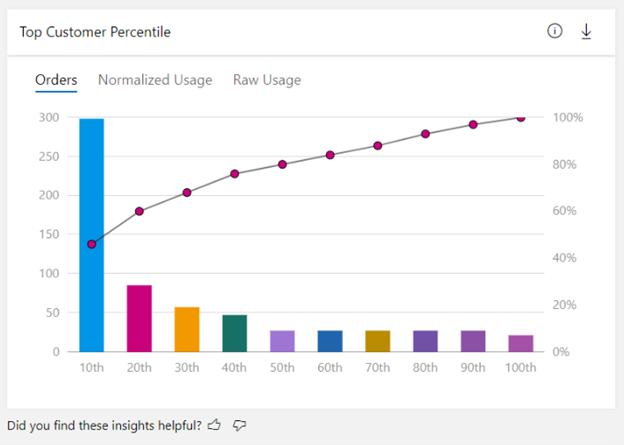 Top Customer Percentile
Orders Normalized Usage Raw Usage
300 100%
250
80%
200
60%
150
40%
100
20%
50
0 0%
10th 20th 30th 40th 50th 60th 70th 80th 90th 100th
Did you find these insights helpful?